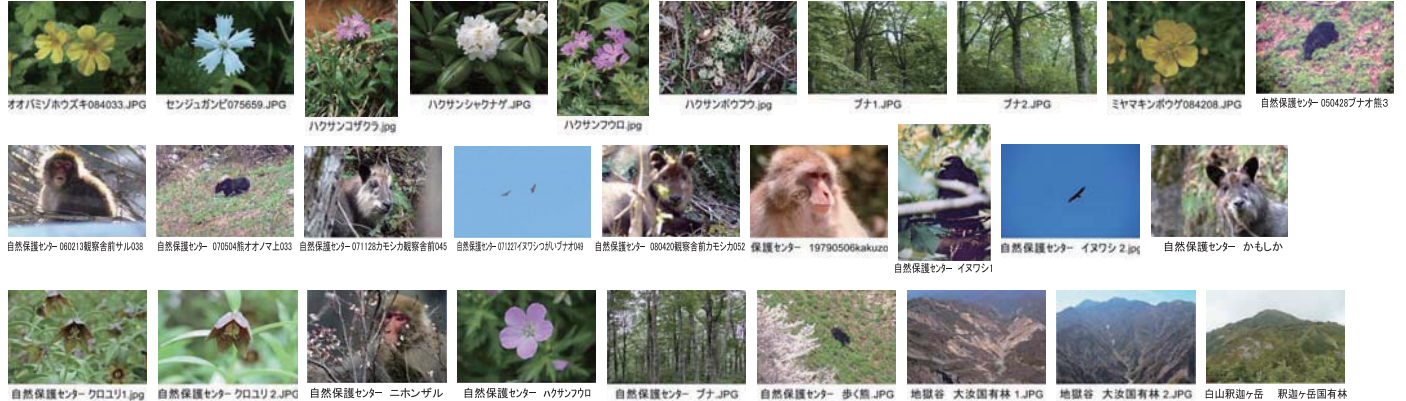 オオバミゾホウズキ084033.JPG
センジュガンピ075659.JPG
ハクサンコザクラ.jpg
ハクサンシャクナゲ.JPG
ハクサンフウロ.jpg
ハクサンボウフウ.jpg
ブナ1.JPG
ブナ2.JPG
ミヤマキンポウゲ084208.JPG
自然保護センター 050428ブナオ熊3
自然保護センター 060213観察舎前サル038
自然保護センター 070504熊オオノマ上033
自然保護センター 071128カモシカ観察舎前045
自然保護センター 071227イヌワシつがいブナオ049
自然保護センター 080420観察舎前カモシカ052
保護センター 19790506kakuzo
自然保護センター イヌワシ1
自然保護センター イヌワシ 2.jpg
自然保護センター かもしか
自然保護センター クロユリ1.jpg
自然保護センター クロユリ 2.JPG
自然保護センター ニホンザル
自然保護センター ハクサンフウロ
自然保護センター ブナ.JPG
自然保護センター 歩く熊.JPG
地獄谷 大汝国有林 1.JPG
地獄谷 大汝国有林 2.JPG
白山釈迦ヶ岳 釈迦ヶ岳国有林